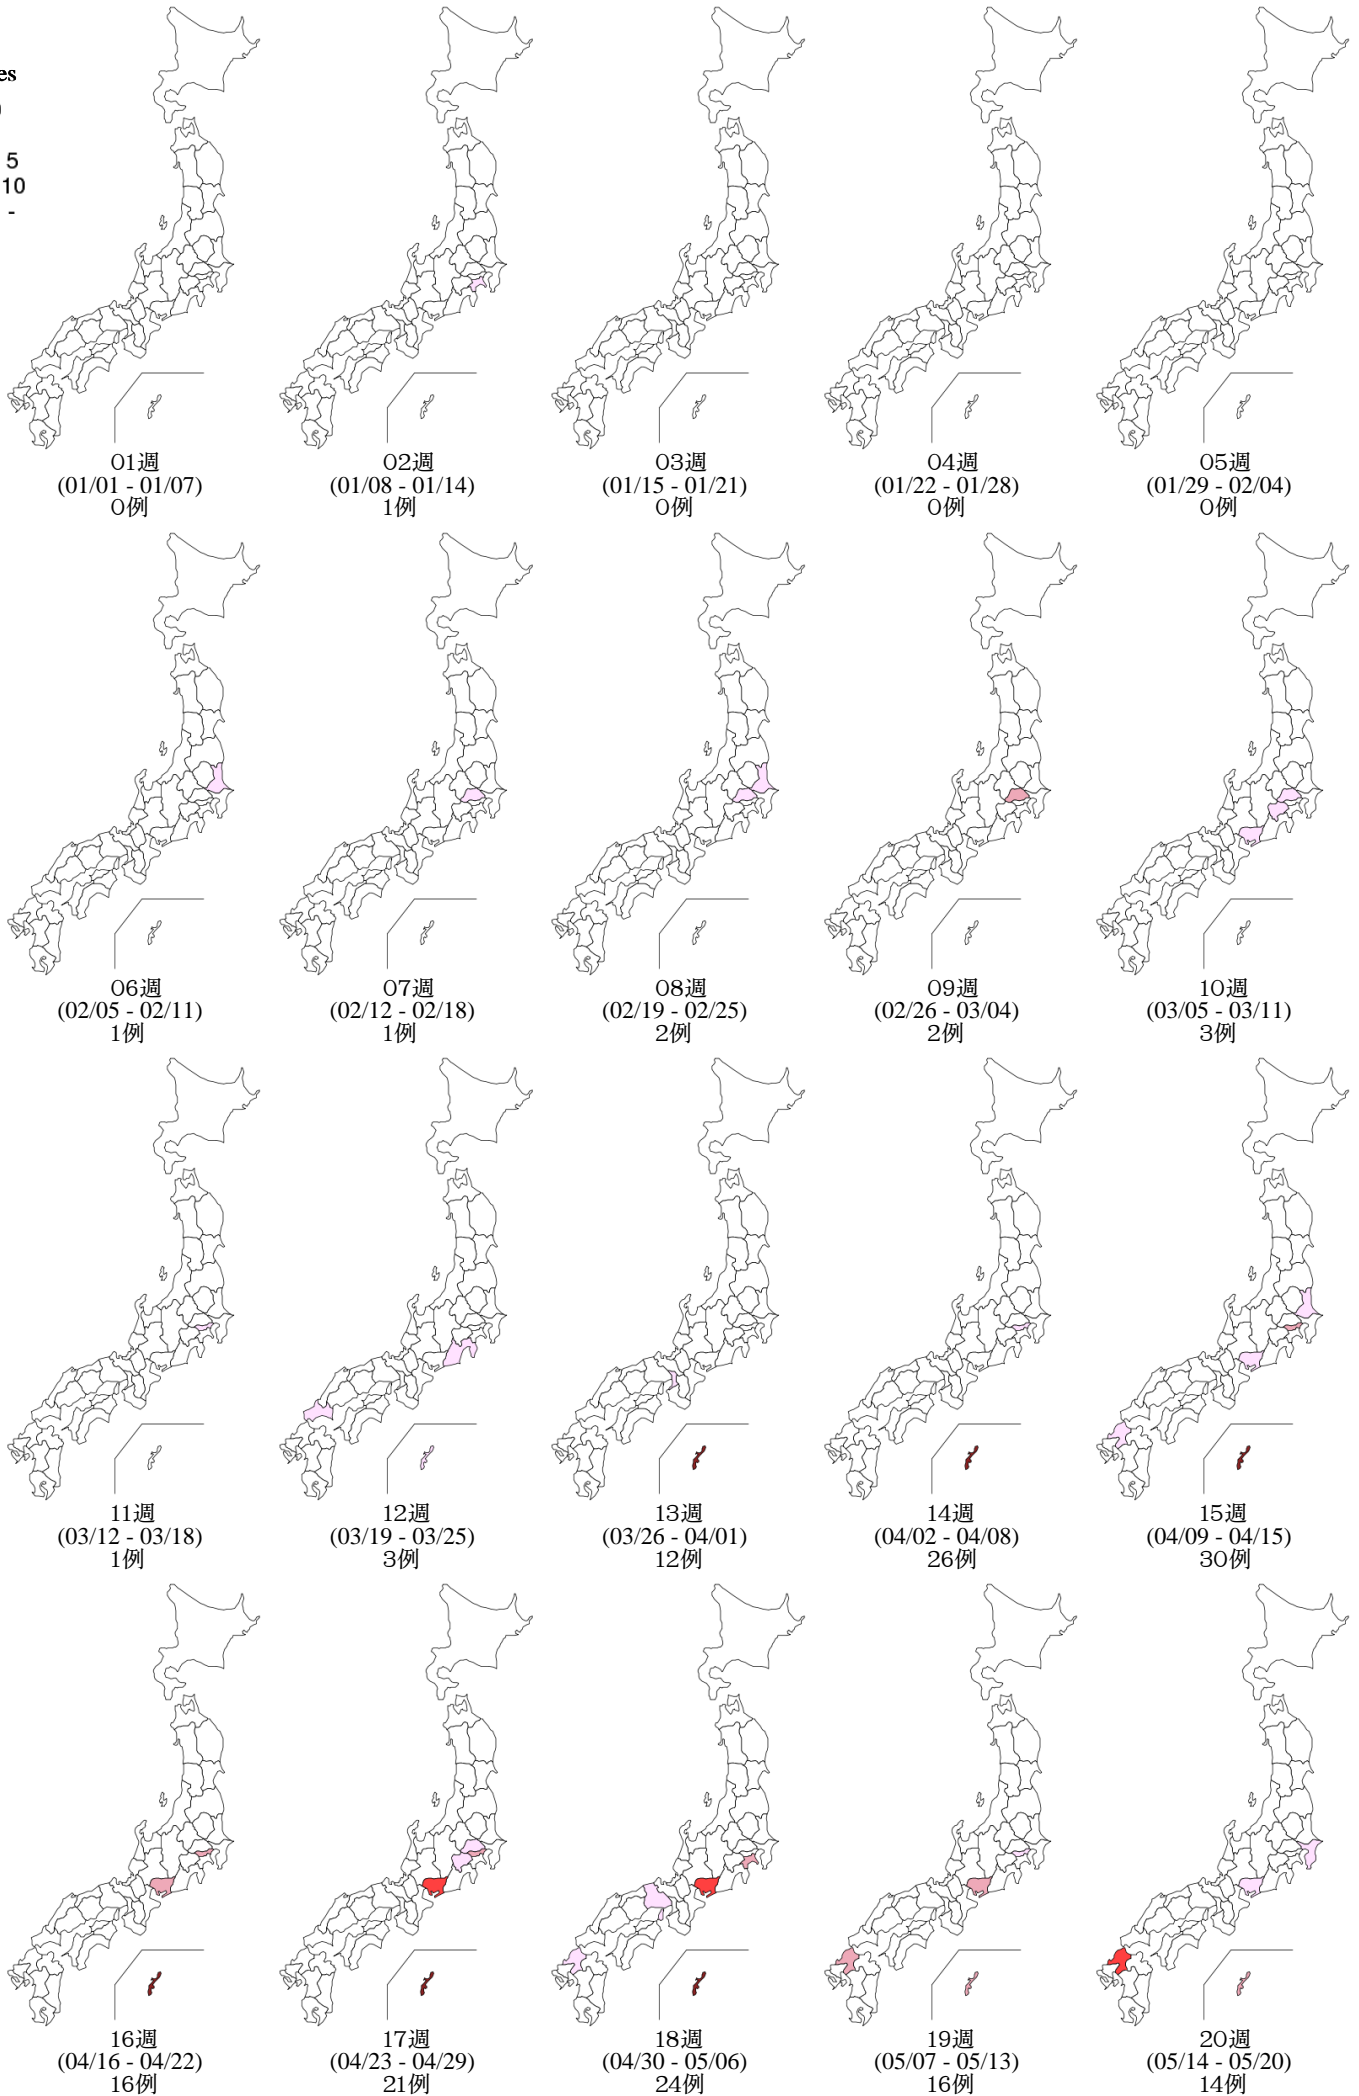 es
5
10
-
01週
(01/01 - 01/07)
0例
02週
(01/08 - 01/14)
1例
03週
(01/15 - 01/21)
0例
04週
(01/22 - 01/28)
0例
05週
(01/29 - 02/04)
0例
06週
(02/05 - 02/11)
1例
07週
(02/12 - 02/18)
1例
08週
(02/19 - 02/25)
2例
09週
(02/26 - 03/04)
2例
10週
(03/05 - 03/11)
3例
11週
(03/12 - 03/18)
1例
12週
(03/19 - 03/25)
3例
13週
(03/26 - 04/01)
12例
14週
(04/02 - 04/08)
26例
15週
(04/09 - 04/15)
30例
16週
(04/16 - 04/22)
16例
17週
(04/23 - 04/29)
21例
18週
(04/30 - 05/06)
24例
19週
(05/07 - 05/13)
16例
20週
(05/14 - 05/20)
14例